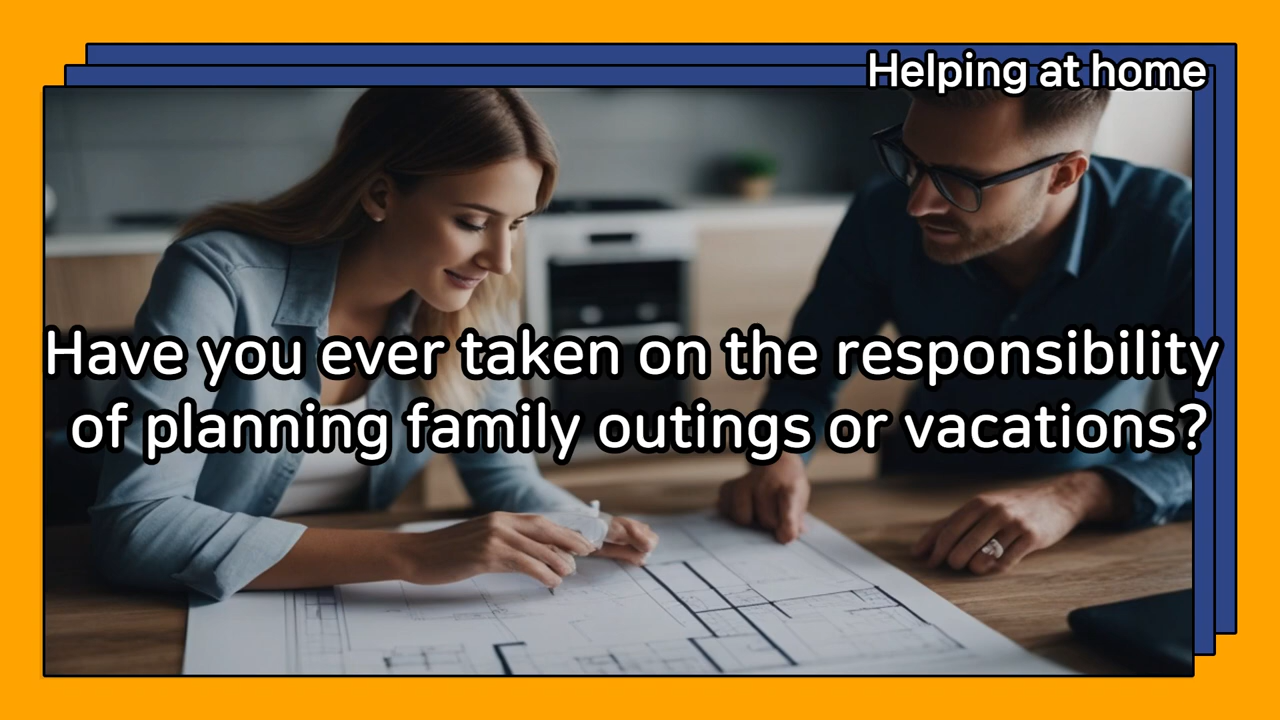 Helping at home
Have you ever taken on the responsibility
of planning family outings or vacations?